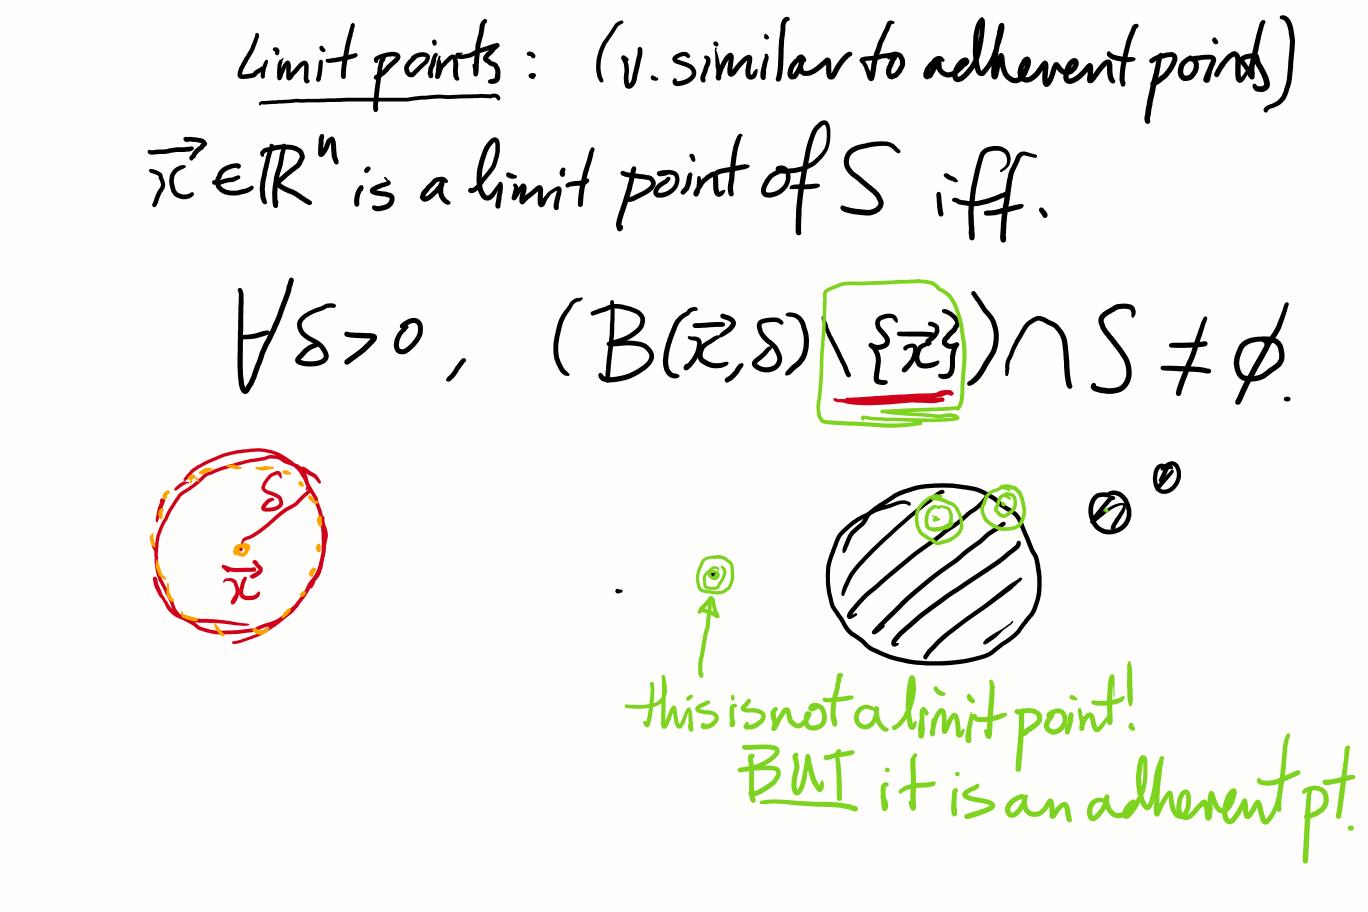 Limit points : (v. similar to adherent points)
x⃗ ∈ ℝⁿ is a limit point of S iff.
∀δ>0, (B(x⃗,δ)\{x⃗})∩S ≠ ∅.
δ
x⃗
this is not a limit point!
BUT it is an adherent pt.